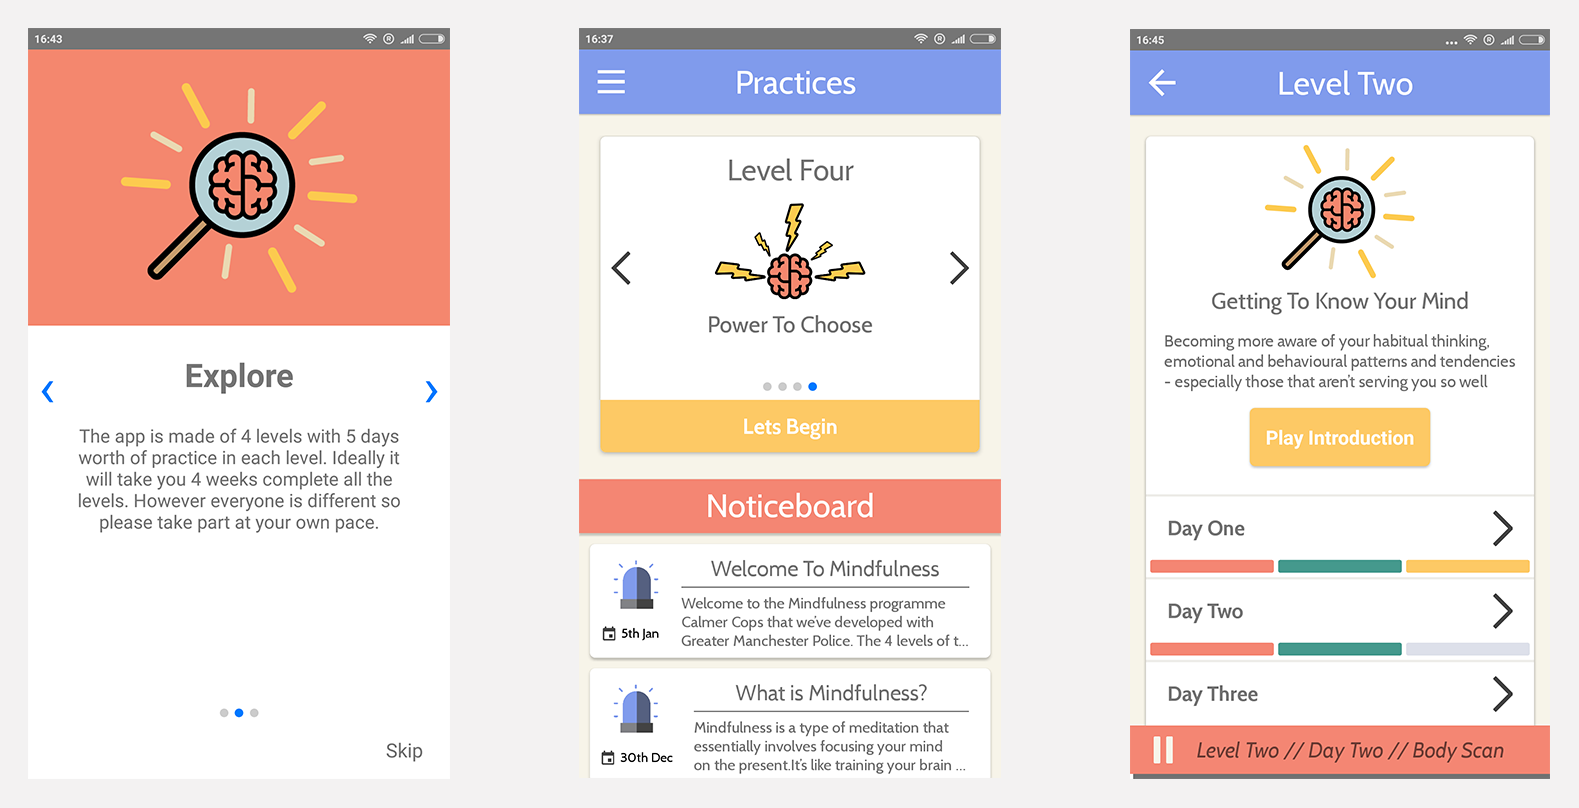 16:43
Explore
The app is made of 4 levels with 5 days
worth of practice in each level. Ideally it
will take you 4 weeks complete all the
levels. However everyone is different so
please take part at your own pace.
Skip
16:37
Practices
Level Four
Power To Choose
Lets Begin
Noticeboard
Welcome To Mindfulness
Welcome to the Mindfulness programme
Calmer Cops that we've developed with
Greater Manchester Police. The 4 levels of t...
5th Jan
What is Mindfulness?
Mindfulness is a type of meditation that
essentially involves focusing your mind
on the present.It's like training your brain ...
30th Dec
16:45
Level Two
Getting To Know Your Mind
Becoming more aware of your habitual thinking,
emotional and behavioural patterns and tendencies
- especially those that aren't serving you so well
Play Introduction
Day One
Day Two
Day Three
Level Two // Day Two // Body Scan